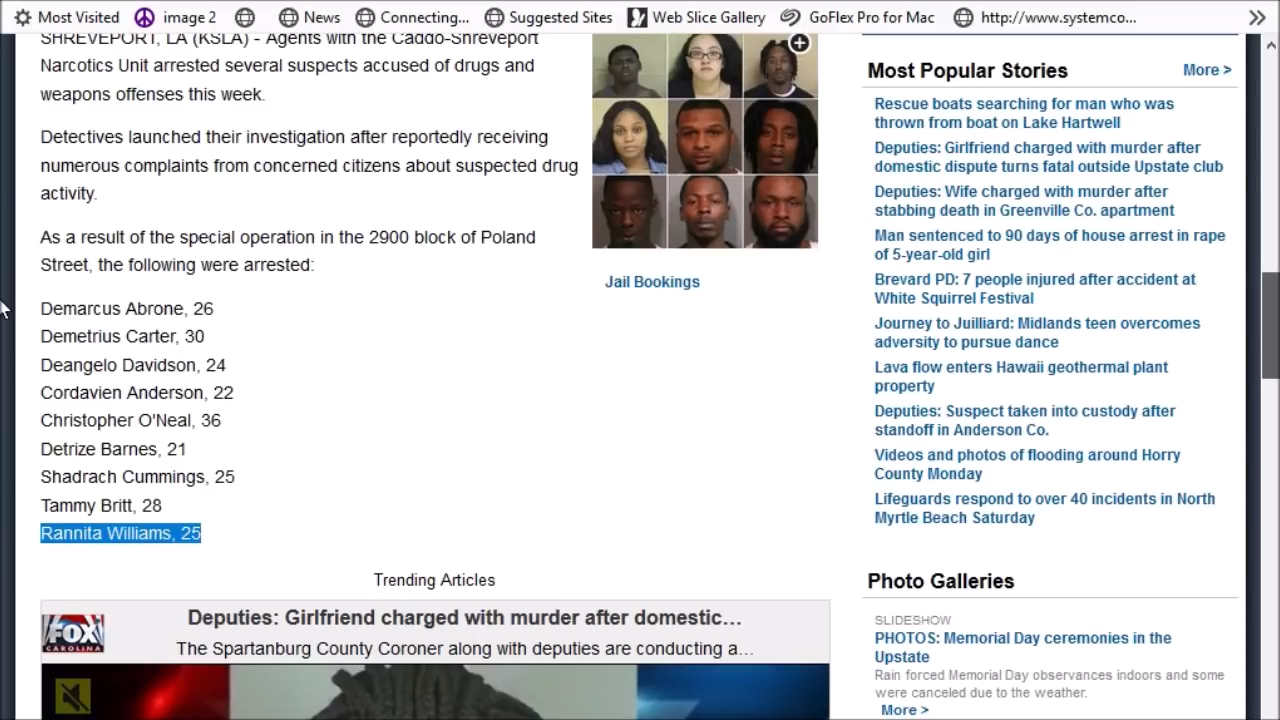 Most Visited image 2 News Connecting... Suggested Sites Web Slice Gallery GoFlex Pro for Mac http://www.systemco...
SHREVEPORT, LA (KSLA) - Agents with the Caddo-Shreveport
Narcotics Unit arrested several suspects accused of drugs and
weapons offenses this week.
Detectives launched their investigation after reportedly receiving
numerous complaints from concerned citizens about suspected drug
activity.
As a result of the special operation in the 2900 block of Poland
Street, the following were arrested:
Demarcus Abrone, 26
Demetrius Carter, 30
Deangelo Davidson, 24
Cordavien Anderson, 22
Christopher O'Neal, 36
Detrize Barnes, 21
Shadrach Cummings, 25
Tammy Britt, 28
Rannita Williams, 25
Jail Bookings
Trending Articles
FOX
CAROLINA
Deputies: Girlfriend charged with murder after domestic...
The Spartanburg County Coroner along with deputies are conducting a...
Most Popular Stories More >
Rescue boats searching for man who was
thrown from boat on Lake Hartwell
Deputies: Girlfriend charged with murder after
domestic dispute turns fatal outside Upstate club
Deputies: Wife charged with murder after
stabbing death in Greenville Co. apartment
Man sentenced to 90 days of house arrest in rape
of 5-year-old girl
Brevard PD: 7 people injured after accident at
White Squirrel Festival
Journey to Juilliard: Midlands teen overcomes
adversity to pursue dance
Lava flow enters Hawaii geothermal plant
property
Deputies: Suspect taken into custody after
standoff in Anderson Co.
Videos and photos of flooding around Horry
County Monday
Lifeguards respond to over 40 incidents in North
Myrtle Beach Saturday
Photo Galleries
SLIDESHOW
PHOTOS: Memorial Day ceremonies in the
Upstate
Rain forced Memorial Day observances indoors and some
were canceled due to the weather.
More >